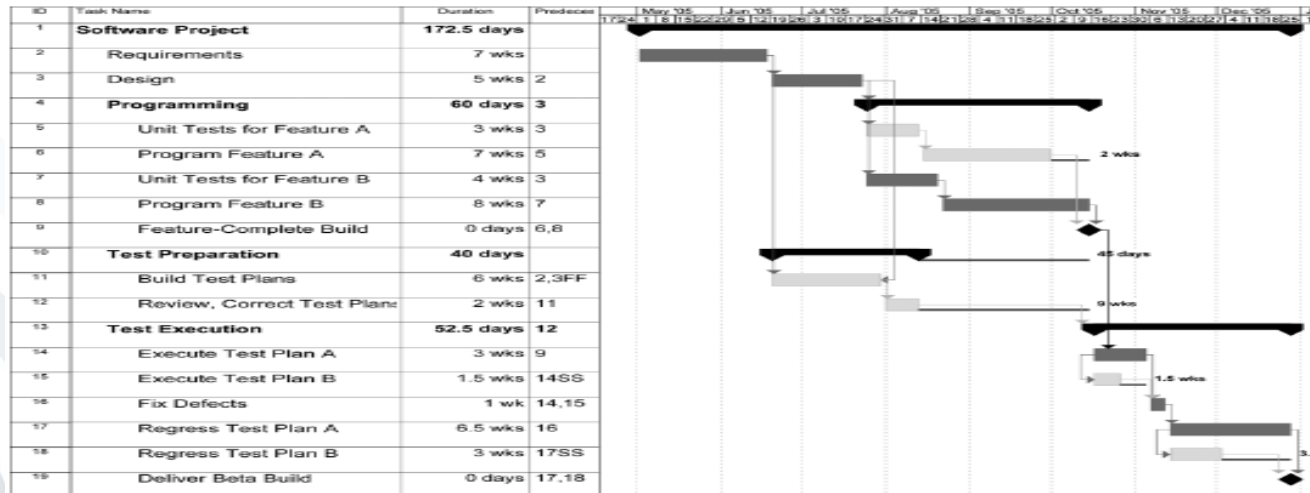 ID Task Name Duration Predeces May '05 Jun '05 Jul '05 Aug '05 Sep '05 Oct '05 Nov '05 Dec '05
1 Software Project 172.5 days
2 Requirements 7 wks
3 Design 5 wks 2
4 Programming 60 days 3
5 Unit Tests for Feature A 3 wks 3
6 Program Feature A 7 wks 5 2 wks
7 Unit Tests for Feature B 4 wks 3
8 Program Feature B 8 wks 7
9 Feature-Complete Build 0 days 6,8
10 Test Preparation 40 days 45 days
11 Build Test Plans 6 wks 2,3FF
12 Review, Correct Test Plans 2 wks 11 9 wks
13 Test Execution 52.5 days 12
14 Execute Test Plan A 3 wks 9
15 Execute Test Plan B 1.5 wks 14SS 1.5 wks
16 Fix Defects 1 wk 14,15
17 Regress Test Plan A 6.5 wks 16
18 Regress Test Plan B 3 wks 17SS 3.
19 Deliver Beta Build 0 days 17,18